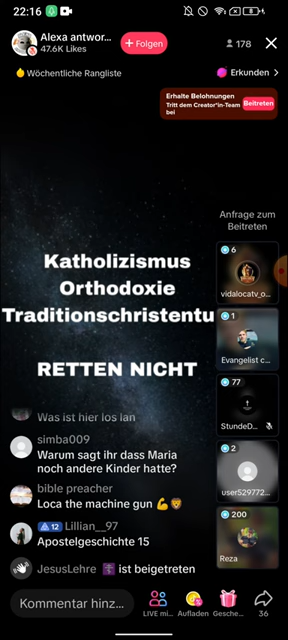 22:16
Alexa antwor...
47.6K Likes
+ Folgen
178
Wöchentliche Rangliste
Erkunden >
Erhalte Belohnungen
Tritt dem Creator*in-Team
bei
Beitreten
Anfrage zum
Beitreten
6
vidalocatv_o...
1
Evangelist c...
77
StundeD...
2
user529772...
200
Reza
Katholizismus
Orthodoxie
Traditionschristentu
RETTEN NICHT
Was ist hier los lan
simba009
Warum sagt ihr dass Maria
noch andere Kinder hatte?
bible preacher
Loca the machine gun 💪🦁
12 Lillian__97
Apostelgeschichte 15
JesusLehre ✝️ ist beigetreten
Kommentar hinz...
LIVE mi...
Aufladen
Gesche...
36